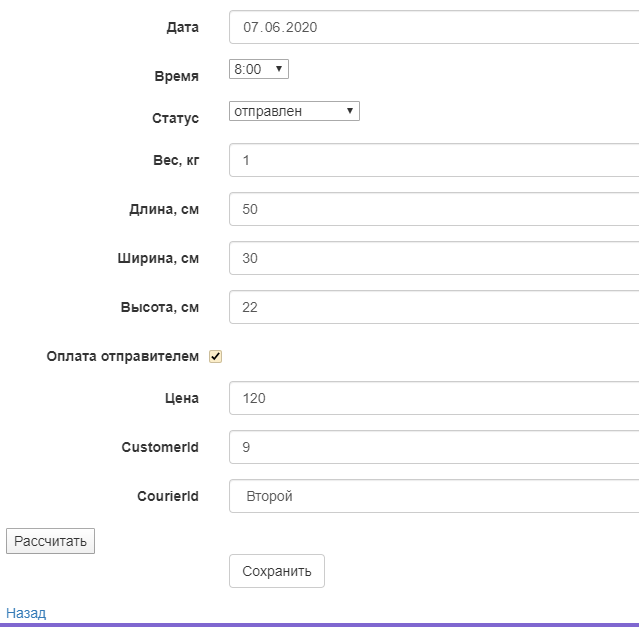 Дата 07.06.2020
Время 8:00
Статус отправлен
Вес, кг 1
Длина, см 50
Ширина, см 30
Высота, см 22
Оплата отправителем
Цена 120
CustomerId 9
CourierId Второй
Рассчитать
Сохранить
Назад